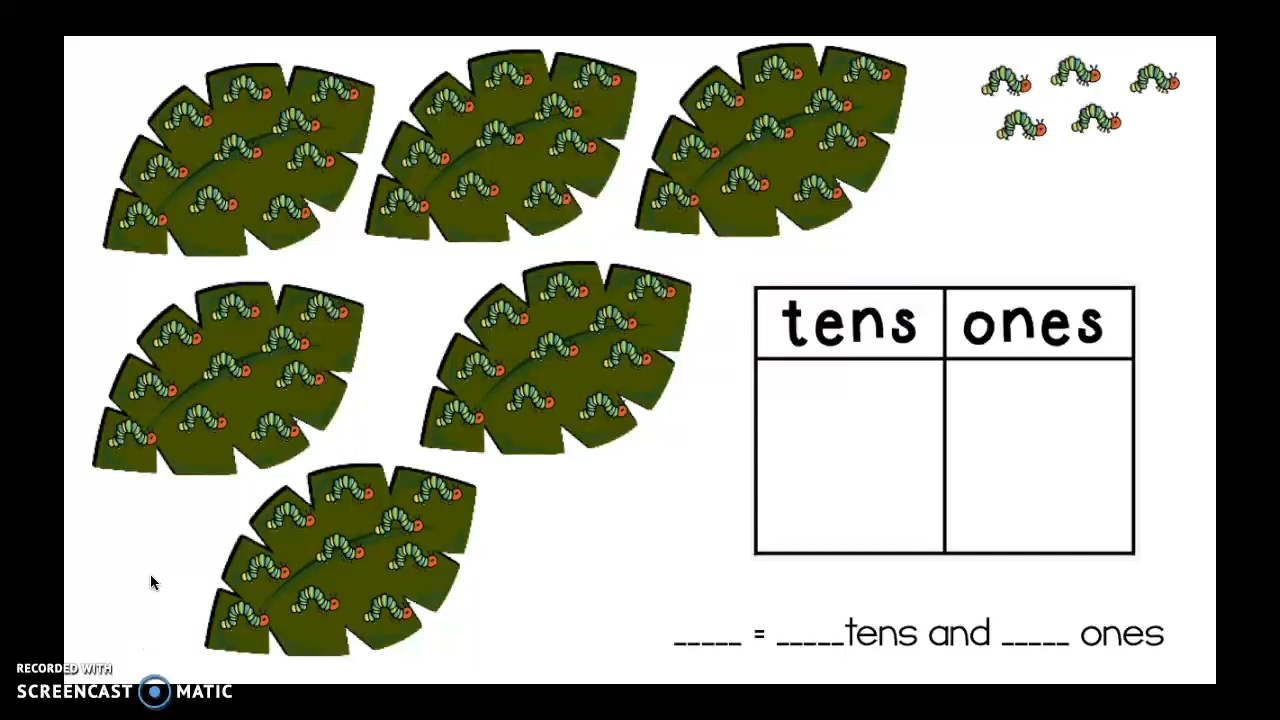 tens ones
_____ = _____tens and _____ ones
RECORDED WITH
SCREENCAST MATIC